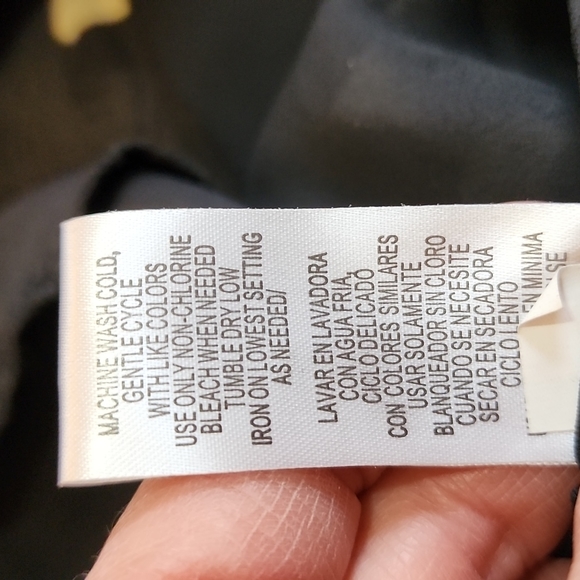 MACHINE WASH COLD,
GENTLE CYCLE
WITH LIKE COLORS
USE ONLY NON-CHLORINE
BLEACH WHEN NEEDED
TUMBLE DRY LOW
IRON ON LOWEST SETTING
AS NEEDED/
LAVAR EN LAVADORA
CON AGUA FRIA,
CICLO DELICADO
CON COLORES SIMILARES
USAR SOLAMENTE
BLANQUEADOR SIN CLORO
CUANDO SE NECESITE
SECAR EN SECADORA
CICLO LENTO
EN MINIMA